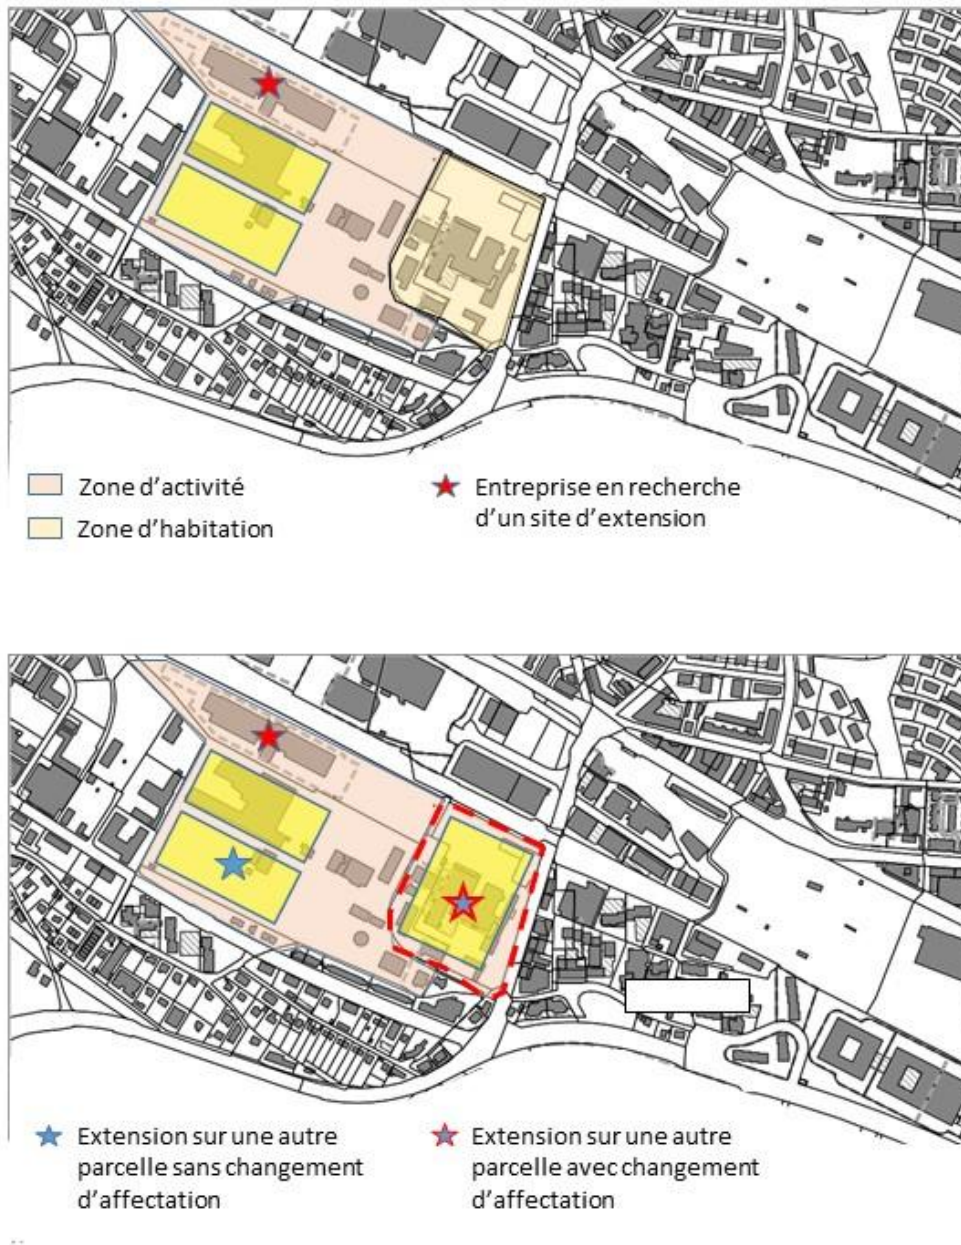 Zone d'activité
Zone d'habitation
Entreprise en recherche
d'un site d'extension
Extension sur une autre
parcelle sans changement
d'affectation
Extension sur une autre
parcelle avec changement
d'affectation